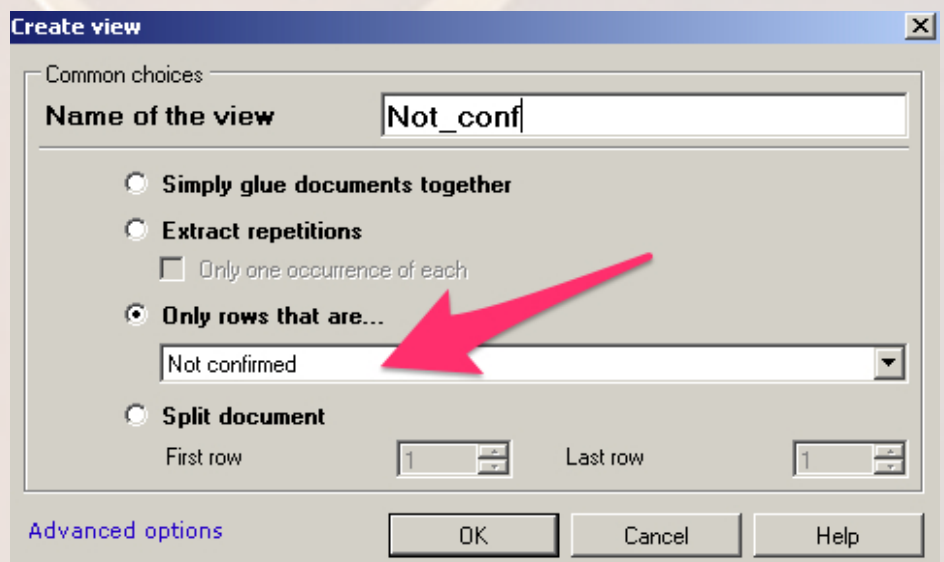 Create view
Common choices
Name of the view Not_conf
Simply glue documents together
Extract repetitions
Only one occurrence of each
Only rows that are...
Not confirmed
Split document
First row 1 Last row 1
Advanced options OK Cancel Help